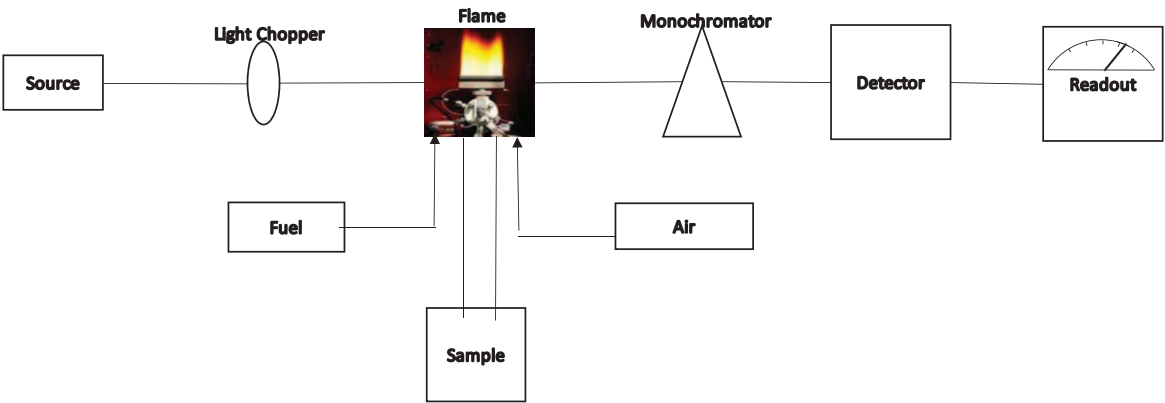 Flame
Light Chopper
Monochromator
Source
Detector
Readout
Fuel
Air
Sample